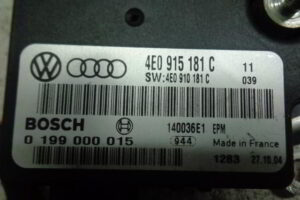 4E0 915 181 C 11
SW:4E0 910 181 C 039
BOSCH 140036E1 EPM
0 199 000 015 944 Made in France
1283 27.10.04